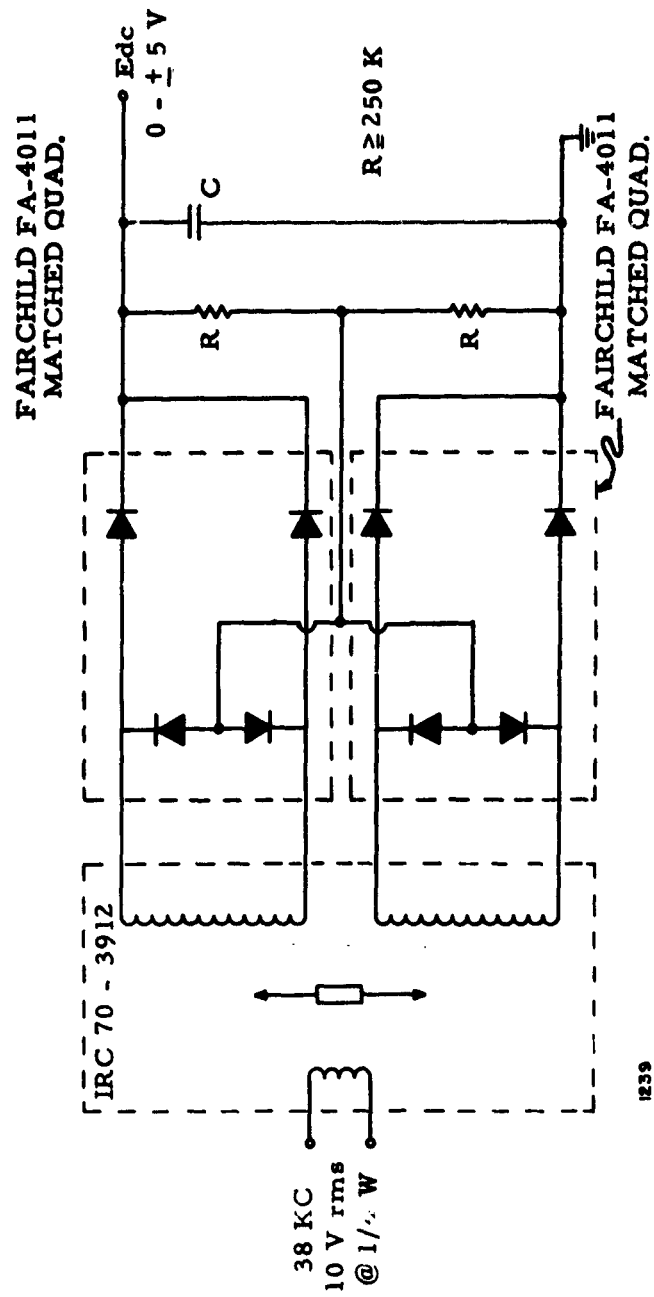 FAIRCHILD FA-4011
MATCHED QUAD.
Edc
0 - ± 5 V
IRC 70 - 3912
C
R
R ≥ 250 K
R
38 KC
10 V rms
@
W
FAIRCHILD FA-4011
MATCHED QUAD.
1239